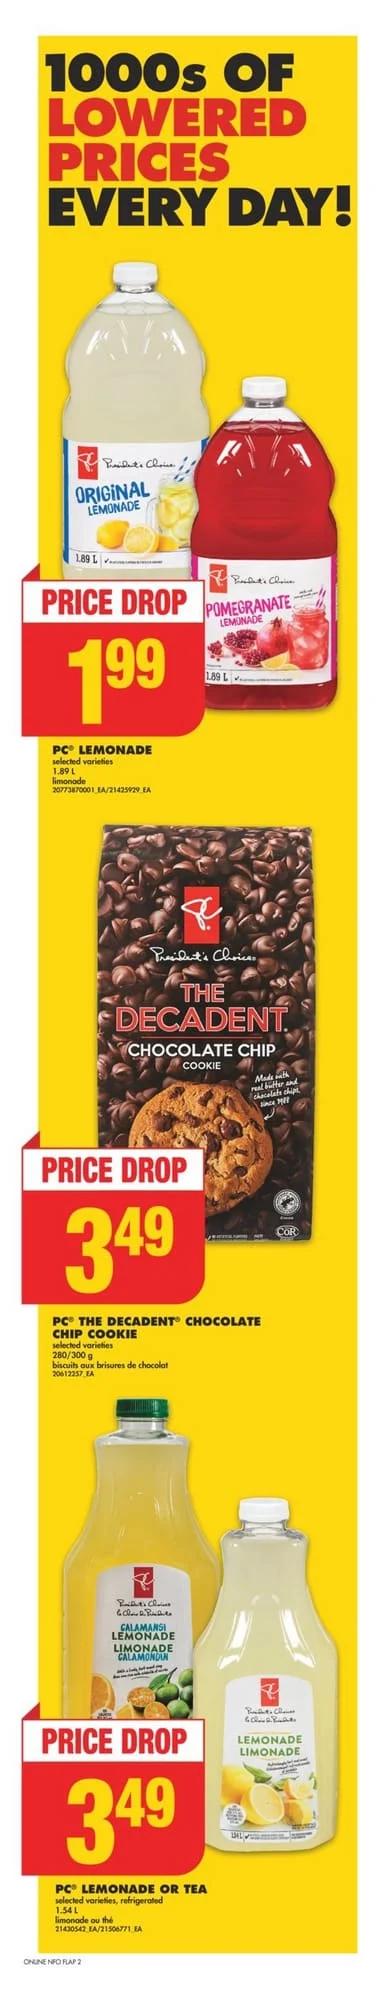 1000s OF
LOWERED
PRICES
EVERY DAY!
President's Choice
ORIGINAL
LEMONADE
1.89 L
President's Choice
POMEGRANATE
LEMONADE
1.89 L
PRICE DROP
1 99
PC® LEMONADE
selected varieties
1.89 L
limonade
20773870001_EA/21425929_EA
President's Choice
THE
DECADENT®
CHOCOLATE CHIP
COOKIE
Made with
real butter and
chocolate chips,
since 1988
COR
PRICE DROP
3 49
PC® THE DECADENT® CHOCOLATE
CHIP COOKIE
selected varieties
280/300 g
biscuits aux brisures de chocolat
20612257_EA
President's Choice
le Choix du Président
CALAMANSI
LEMONADE
LIMONADE
CALAMONDIN
President's Choice
le Choix du Président
LEMONADE
LIMONADE
1.54 L
PRICE DROP
3 49
PC® LEMONADE OR TEA
selected varieties, refrigerated
1.54 L
limonade ou thé
21430542_EA/21506771_EA
ONLINE NFO FLAP 2